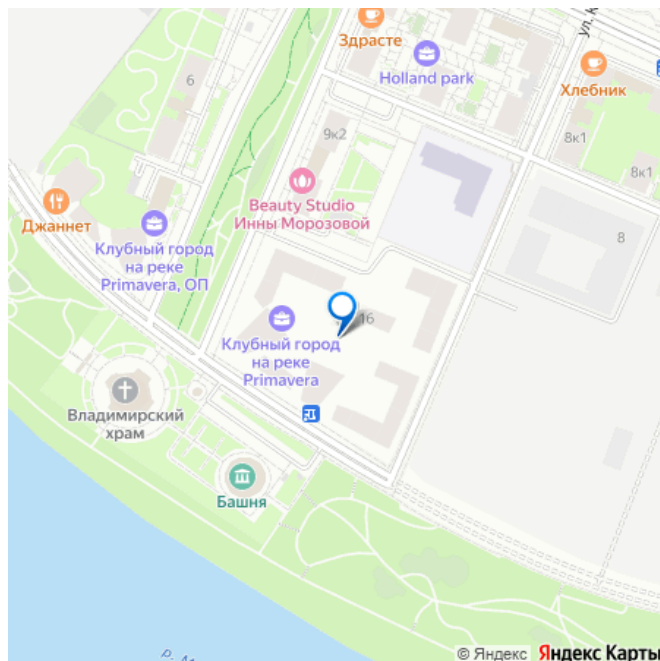 Здрасте
Holland park
Хлебник
6
9к2
8к1
8к1
Beauty Studio
Инны Морозовой
Джаннет
Клубный город
на реке
Primavera, ОП
8
16
Клубный город
на реке
Primavera
Владимирский
храм
Башня
© Яндекс Яндекс Карты